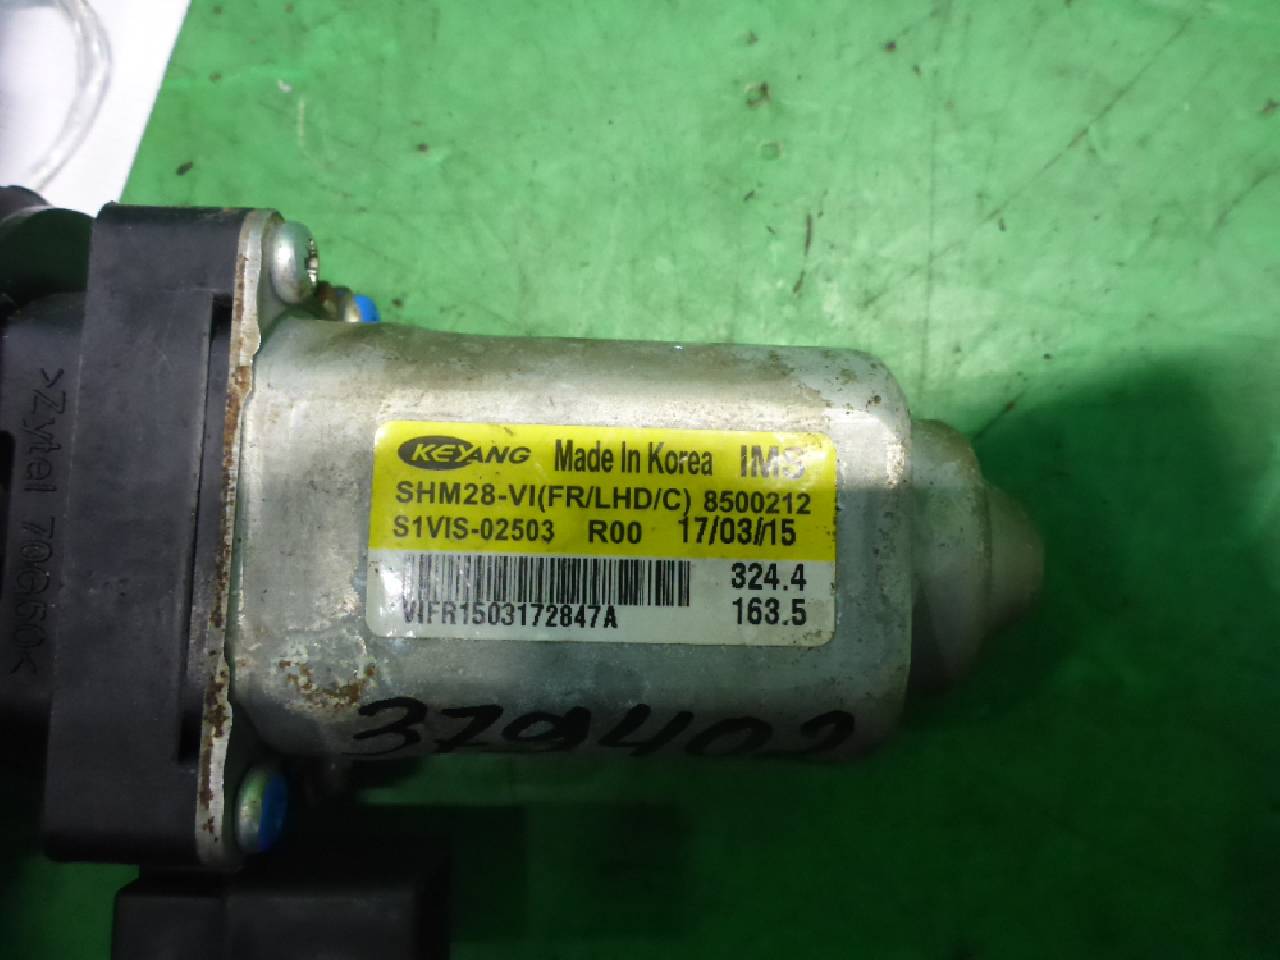 KEYANG Made In Korea IMS
SHM28-VI(FR/LHD/C) 8500212
S1VIS-02503 R00 17/03//15
324.4
VIFR1503172847A 163.5
379402
>Zytel 70G60<